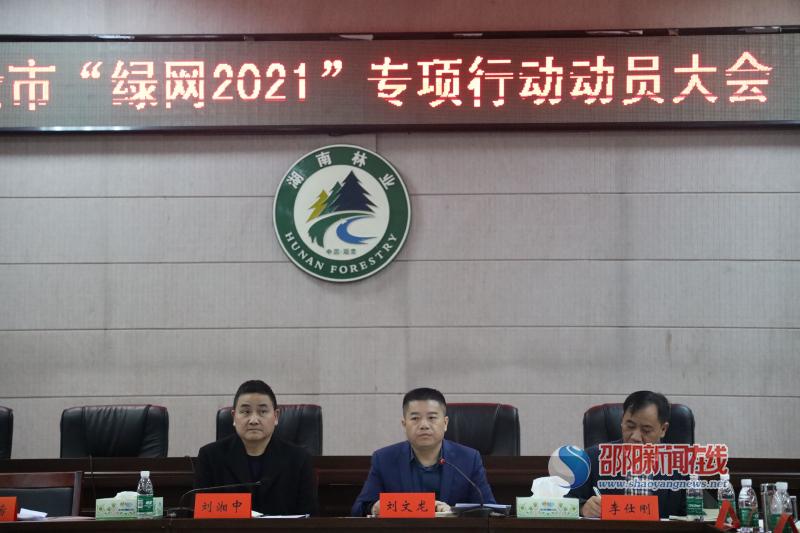 市“绿网2021”专项行动动员大会
湖南林业
中国·湖南
HUNAN FORESTRY
刘湘中
刘文龙
李仕刚
邵阳新闻在线
www.shaoyangnews.net